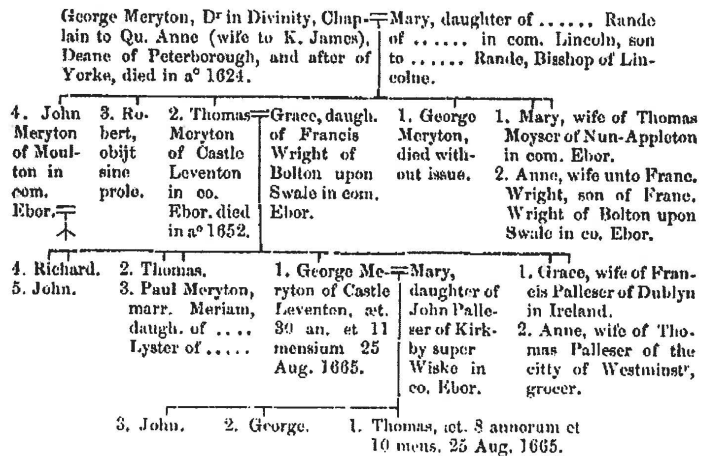 George Meryton, Dr in Divinity, Chap-
lain to Qu. Anne (wife to K. James),
Deane of Peterborough, and after of
Yorke, died in ao 1624.
Mary, daughter of ...... Rande
of ...... in com. Lincoln, son
to ...... Rande, Bisshop of Lin-
colne.
4. John
Meryton
of Moul-
ton in
com.
Ebor.
3. Ro-
bert,
obijt
sine
prole.
2. Thomas
Meryton
of Castle
Leventon
in co.
Ebor. died
in ao 1652.
Grace, daugh.
of Francis
Wright of
Bolton upon
Swale in com.
Ebor.
1. George
Meryton,
died with-
out issue.
1. Mary, wife of Thomas
Moyser of Nun-Appleton
in com. Ebor.
2. Anne, wife unto Franc.
Wright, son of Franc.
Wright of Bolton upon
Swale in co. Ebor.
4. Richard.
5. John.
2. Thomas.
3. Paul Meryton,
marr. Meriam,
daugh. of ....
Lyster of .....
1. George Me-
ryton of Castle
Leventon, æt.
30 an. et 11
mensium 25
Aug. 1665.
Mary,
daughter of
John Palle-
ser of Kirk-
by super
Wiske in
co. Ebor.
1. Grace, wife of Fran-
cis Palleser of Dublyn
in Ireland.
2. Anne, wife of Tho-
mas Palleser of the
citty of Westminstr,
grocer.
3. John.
2. George.
1. Thomas, æt. 8 annorum et
10 mens. 25 Aug. 1665.